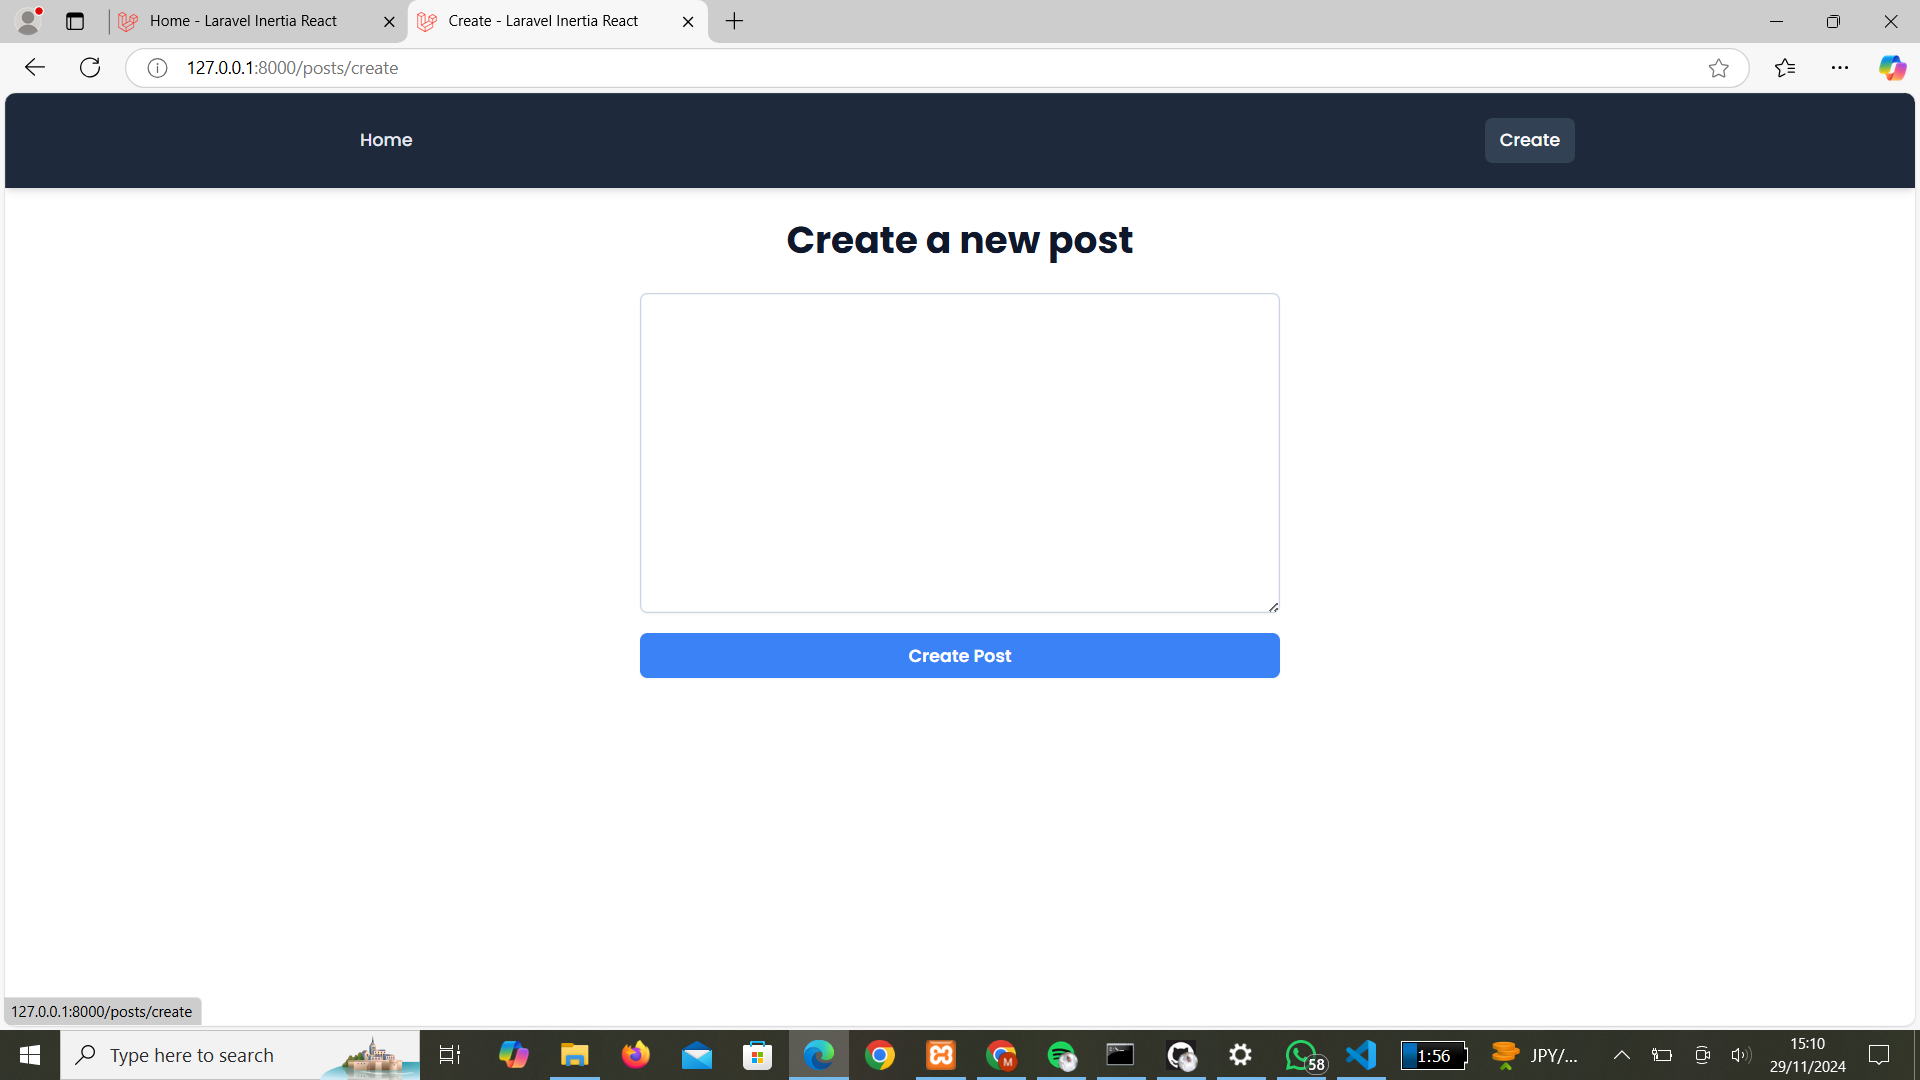 Home - Laravel Inertia React
Create - Laravel Inertia React
127.0.0.1:8000/posts/create
Home
Create
Create a new post
Create Post
127.0.0.1:8000/posts/create
Type here to search
M
58
1:56
JPY/...
15:10
29/11/2024